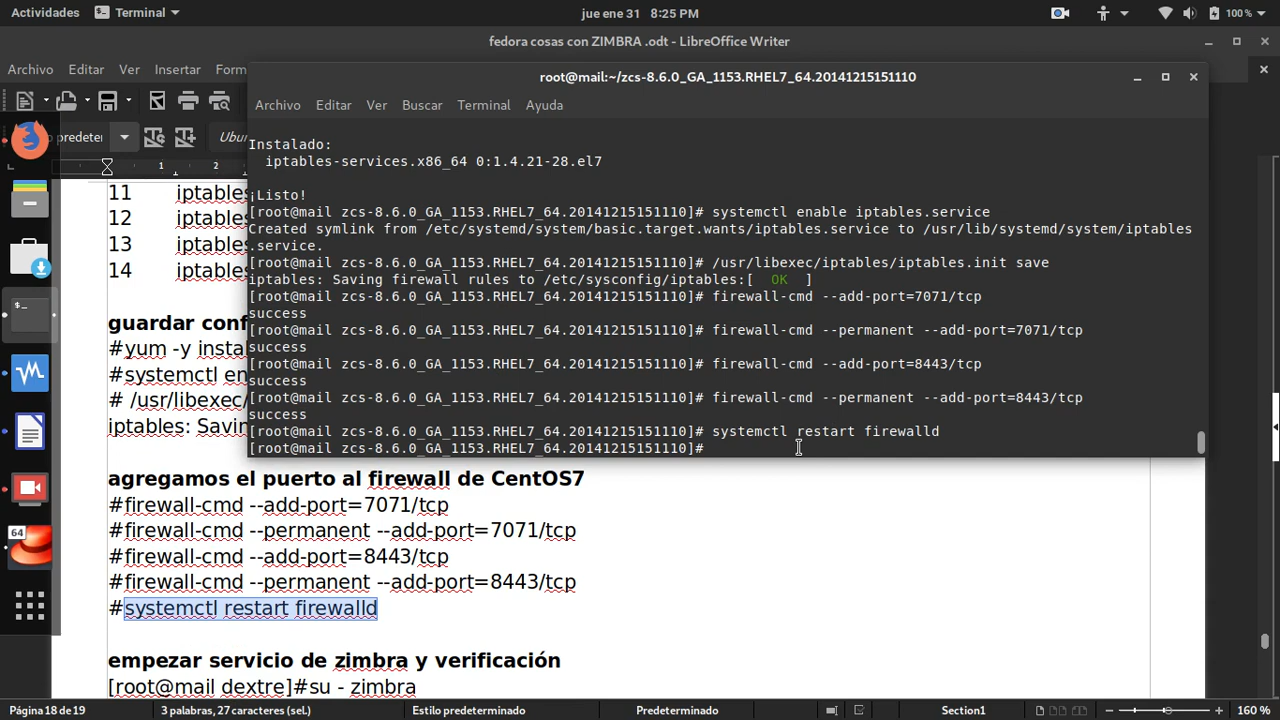 Actividades
Terminal
jue ene 31  8:25 PM
100 %
fedora cosas con ZIMBRA .odt - LibreOffice Writer
Archivo Editar Ver Insertar Form
root@mail:~/zcs-8.6.0_GA_1153.RHEL7_64.20141215151110
Archivo Editar Ver Buscar Terminal Ayuda
predeter
Ubu
1 2
Instalado:
iptables-services.x86_64 0:1.4.21-28.el7
¡Listo!
[root@mail zcs-8.6.0_GA_1153.RHEL7_64.20141215151110]# systemctl enable iptables.service
Created symlink from /etc/systemd/system/basic.target.wants/iptables.service to /usr/lib/systemd/system/iptables
.service.
[root@mail zcs-8.6.0_GA_1153.RHEL7_64.20141215151110]# /usr/libexec/iptables/iptables.init save
iptables: Saving firewall rules to /etc/sysconfig/iptables:[  OK  ]
[root@mail zcs-8.6.0_GA_1153.RHEL7_64.20141215151110]# firewall-cmd --add-port=7071/tcp
success
[root@mail zcs-8.6.0_GA_1153.RHEL7_64.20141215151110]# firewall-cmd --permanent --add-port=7071/tcp
success
[root@mail zcs-8.6.0_GA_1153.RHEL7_64.20141215151110]# firewall-cmd --add-port=8443/tcp
success
[root@mail zcs-8.6.0_GA_1153.RHEL7_64.20141215151110]# firewall-cmd --permanent --add-port=8443/tcp
success
[root@mail zcs-8.6.0_GA_1153.RHEL7_64.20141215151110]# systemctl restart firewalld
[root@mail zcs-8.6.0_GA_1153.RHEL7_64.20141215151110]#
11 iptables
12 iptables
13 iptables
14 iptables
guardar conf
#yum -y instal
#systemctl en
# /usr/libexec/
iptables: Savin
agregamos el puerto al firewall de CentOS7
#firewall-cmd --add-port=7071/tcp
#firewall-cmd --permanent --add-port=7071/tcp
#firewall-cmd --add-port=8443/tcp
#firewall-cmd --permanent --add-port=8443/tcp
#systemctl restart firewalld
empezar servicio de zimbra y verificación
[root@mail dextre]#su - zimbra
64
Página 18 de 19
3 palabras, 27 caracteres (sel.)
Estilo predeterminado
Predeterminado
Section1
160 %